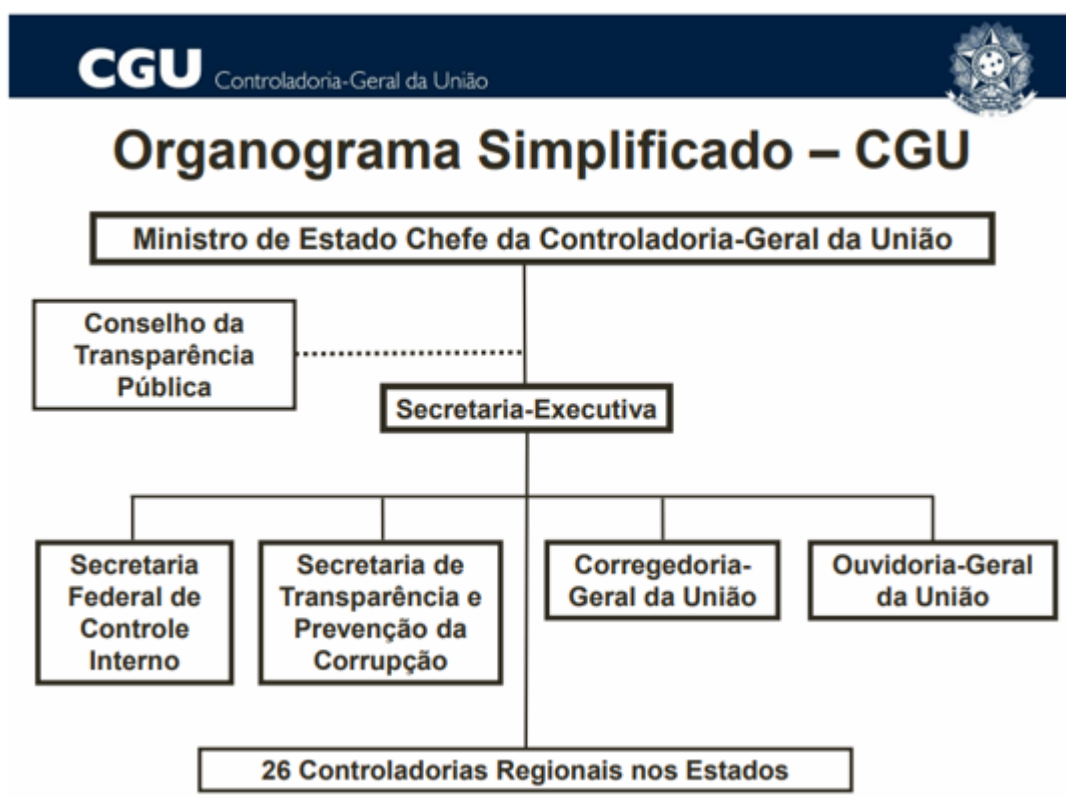 CGU Controladoria-Geral da União
Organograma Simplificado – CGU
Ministro de Estado Chefe da Controladoria-Geral da União
Conselho da
Transparência
Pública
Secretaria-Executiva
Secretaria
Federal de
Controle
Interno
Secretaria de
Transparência e
Prevenção da
Corrupção
Corregedoria-
Geral da União
Ouvidoria-Geral
da União
26 Controladorias Regionais nos Estados